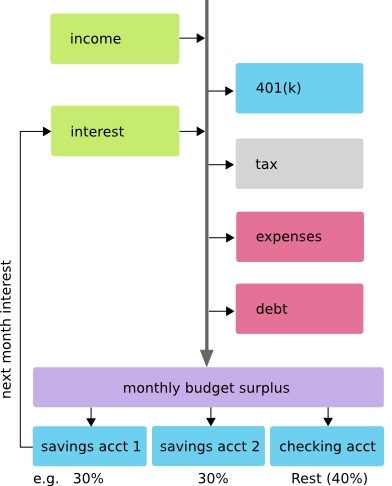 income
401(k)
interest
tax
expenses
debt
next month interest
monthly budget surplus
savings acct 1
savings acct 2
checking acct
e.g. 30%
30%
Rest (40%)